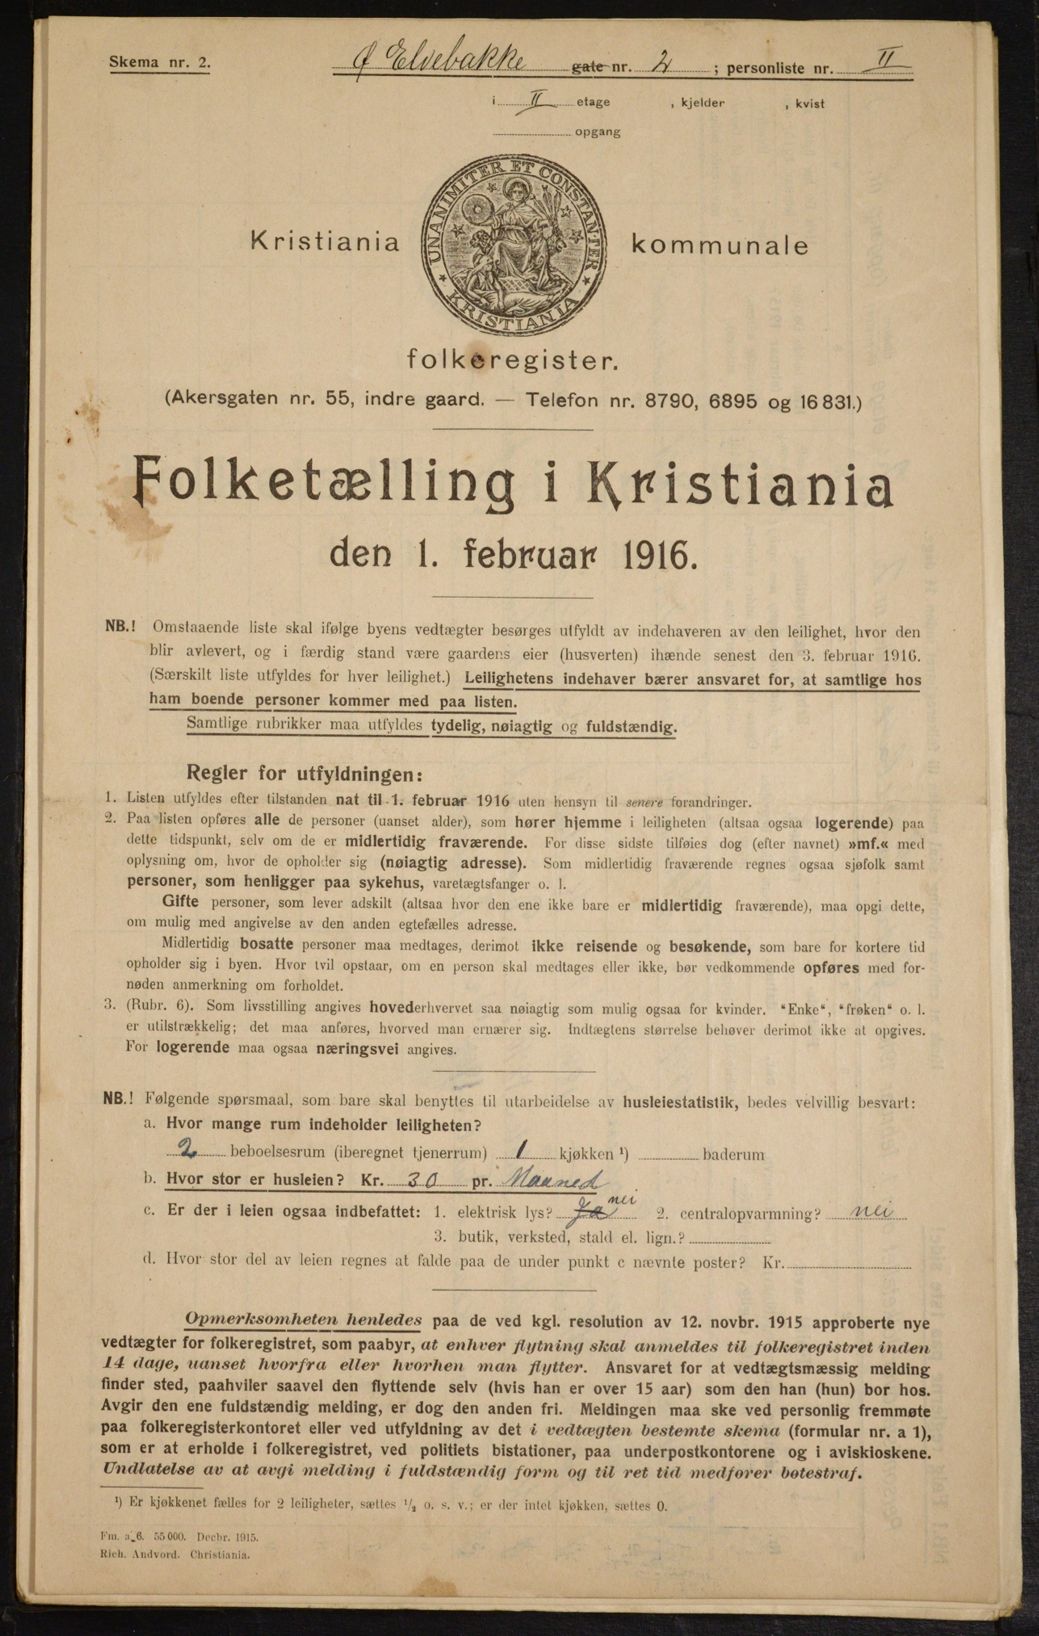 Skema nr. 2.
Ø Elvebakke gate nr. 2 ; personliste nr. II
i II etage , kjelder , kvist
opgang
UNANIMITER ET CONSTANTER
KRISTIANIA
Kristiania kommunale
folkeregister.
(Akersgaten nr. 55, indre gaard. — Telefon nr. 8790, 6895 og 16 831.)
Folketælling i Kristiania
den 1. februar 1916.
NB.! Omstaaende liste skal ifølge byens vedtægter besørges utfyldt av indehaveren av den leilighet, hvor den
blir avlevert, og i færdig stand være gaardens eier (husverten) ihænde senest den 3. februar 1916.
(Særskilt liste utfyldes for hver leilighet.) Leilighetens indehaver bærer ansvaret for, at samtlige hos
ham boende personer kommer med paa listen.
Samtlige rubrikker maa utfyldes tydelig, nøiagtig og fuldstændig.
Regler for utfyldningen:
1. Listen utfyldes efter tilstanden nat til 1. februar 1916 uten hensyn til senere forandringer.
2. Paa listen opføres alle de personer (uanset alder), som hører hjemme i leiligheten (altsaa ogsaa logerende) paa
dette tidspunkt, selv om de er midlertidig fraværende. For disse sidste tilføies dog (efter navnet) »mf.« med
oplysning om, hvor de opholder sig (nøiagtig adresse). Som midlertidig fraværende regnes ogsaa sjøfolk samt
personer, som henligger paa sykehus, varetægtsfanger o. l.
Gifte personer, som lever adskilt (altsaa hvor den ene ikke bare er midlertidig fraværende), maa opgi dette,
om mulig med angivelse av den anden egtefælles adresse.
Midlertidig bosatte personer maa medtages, derimot ikke reisende og besøkende, som bare for kortere tid
opholder sig i byen. Hvor tvil opstaar, om en person skal medtages eller ikke, bør vedkommende opføres med for-
nøden anmerkning om forholdet.
3. (Rubr. 6). Som livsstilling angives hovederhvervet saa nøiagtig som mulig ogsaa for kvinder. "Enke", "frøken" o. l.
er utilstrækkelig; det maa anføres, hvorved man ernærer sig. Indtægtens størrelse behøver derimot ikke at opgives.
For logerende maa ogsaa næringsvei angives.
NB.! Følgende spørsmaal, som bare skal benyttes til utarbeidelse av husleiestatistik, bedes velvillig besvart:
a. Hvor mange rum indeholder leiligheten?
2 beboelsesrum (iberegnet tjenerrum) 1 kjøkken ¹) baderum
b. Hvor stor er husleien? Kr. 30 pr. Maaned
c. Er der i leien ogsaa indbefattet: 1. elektrisk lys? Ja nei 2. centralopvarmning? nei
3. butik, verksted, stald el. lign.?
d. Hvor stor del av leien regnes at falde paa de under punkt c nævnte poster? Kr.
Opmerksomheten henledes paa de ved kgl. resolution av 12. novbr. 1915 approberte nye
vedtægter for folkeregistret, som paabyr, at enhver flytning skal anmeldes til folkeregistret inden
14 dage, uanset hvorfra eller hvorhen man flytter. Ansvaret for at vedtægtsmæssig melding
finder sted, paahviler saavel den flyttende selv (hvis han er over 15 aar) som den han (hun) bor hos.
Avgir den ene fuldstændig melding, er dog den anden fri. Meldingen maa ske ved personlig fremmøte
paa folkeregisterkontoret eller ved utfyldning av det i vedtægten bestemte skema (formular nr. a 1),
som er at erholde i folkeregistret, ved politiets bistationer, paa underpostkontorene og i aviskioskene.
Undlatelse av at avgi melding i fuldstændig form og til ret tid medfører bøtestraf.
¹) Er kjøkkenet fælles for 2 leiligheter, sættes ½ o. s. v.; er der intet kjøkken, sættes 0.
Fm. a_6. 55 000. Decbr. 1915.
Rich. Andvord. Christiania.